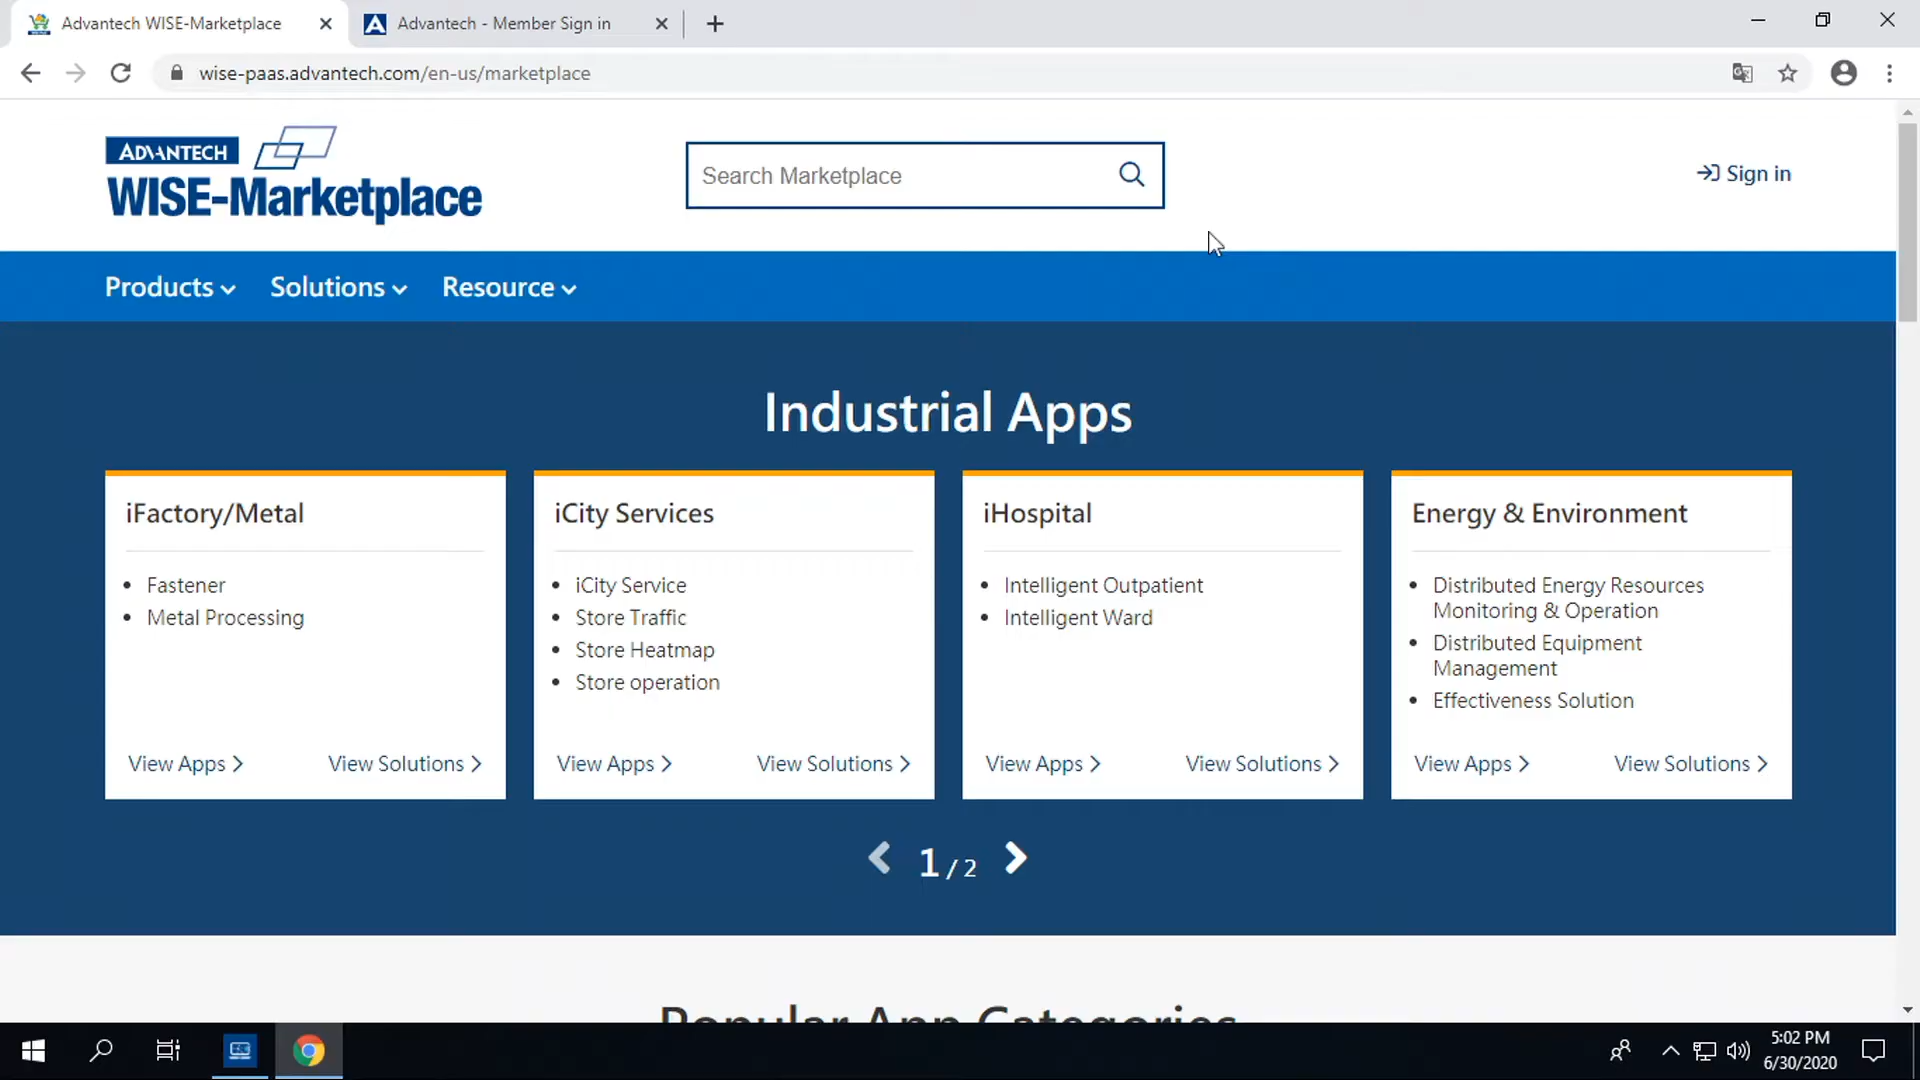 Advantech WISE-Marketplace
Advantech - Member Sign in
wise-paas.advantech.com/en-us/marketplace
ADVANTECH
WISE-Marketplace
Search Marketplace
Sign in
Products
Solutions
Resource
Industrial Apps
iFactory/Metal
• Fastener
• Metal Processing
View Apps
View Solutions
iCity Services
• iCity Service
• Store Traffic
• Store Heatmap
• Store operation
View Apps
View Solutions
iHospital
• Intelligent Outpatient
• Intelligent Ward
View Apps
View Solutions
Energy & Environment
• Distributed Energy Resources
Monitoring & Operation
• Distributed Equipment
Management
• Effectiveness Solution
View Apps
View Solutions
1 / 2
Popular App Categories
5:02 PM
6/30/2020